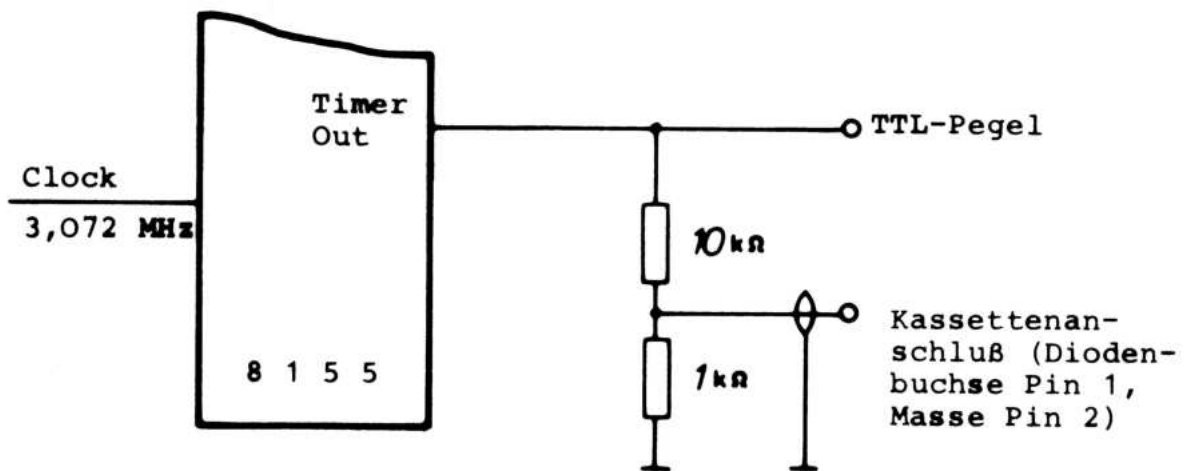 Timer
Out
TTL-Pegel
Clock
3,072 MHz
10kΩ
Kassettenan-
schluß (Dioden-
buchse Pin 1,
Masse Pin 2)
1kΩ
8 1 5 5